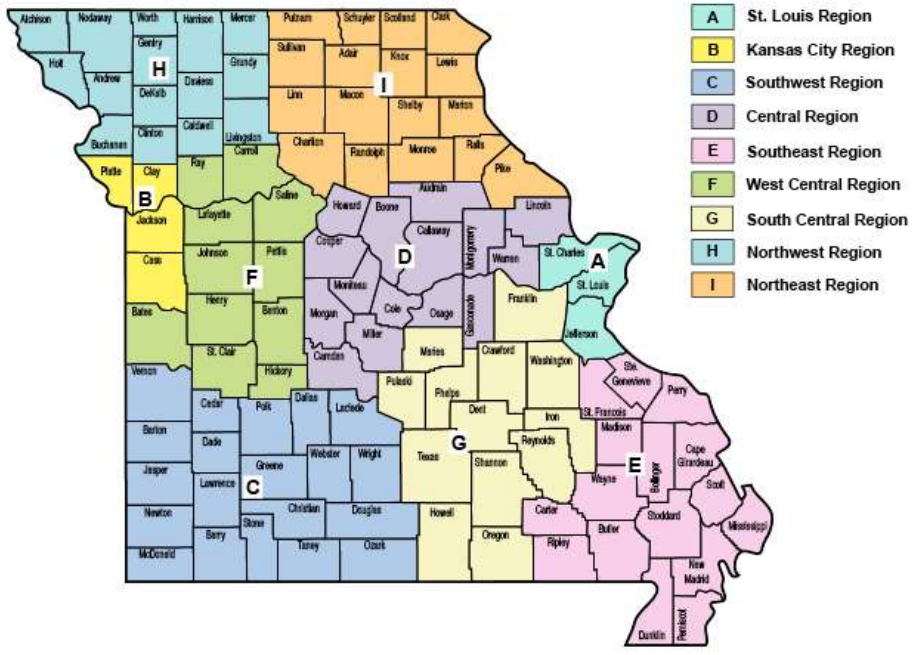 Atchison
Nodaway
Worth
Harrison
Mercer
Putnam
Schuyler
Scotland
Clark
Gentry
Sullivan
Adair
Knox
Holt
H
Grundy
Lewis
Andrew
Daviess
I
DeKalb
Linn
Macon
Shelby
Marion
Clinton
Caldwell
Buchanan
Livingston
Chariton
Randolph
Monroe
Ralls
Carroll
Ray
Platte
Clay
Pike
B
Saline
Audrain
Jackson
Lafayette
Howard
Boone
Lincoln
Callaway
Montgomery
Cooper
Johnson
Pettis
D
Warren
St. Charles
A
Cass
F
Moniteau
St. Louis
Henry
Benton
Morgan
Cole
Osage
Gasconade
Franklin
Bates
Miller
Jefferson
St. Clair
Camden
Maries
Crawford
Washington
Vernon
Hickory
Pulaski
Phelps
Ste.
Genevieve
Perry
Cedar
Polk
Dallas
Laclede
Dent
St. Francois
Iron
Barton
Dade
Madison
G
Reynolds
Webster
Wright
Texas
Shannon
Greene
E
Bollinger
Cape
Girardeau
Jasper
Lawrence
C
Wayne
Scott
Newton
Christian
Douglas
Howell
Carter
Stoddard
Mississippi
Stone
Barry
Oregon
Butler
McDonald
Taney
Ozark
Ripley
New
Madrid
Dunklin
Pemiscot
A St. Louis Region
B Kansas City Region
C Southwest Region
D Central Region
E Southeast Region
F West Central Region
G South Central Region
H Northwest Region
I Northeast Region